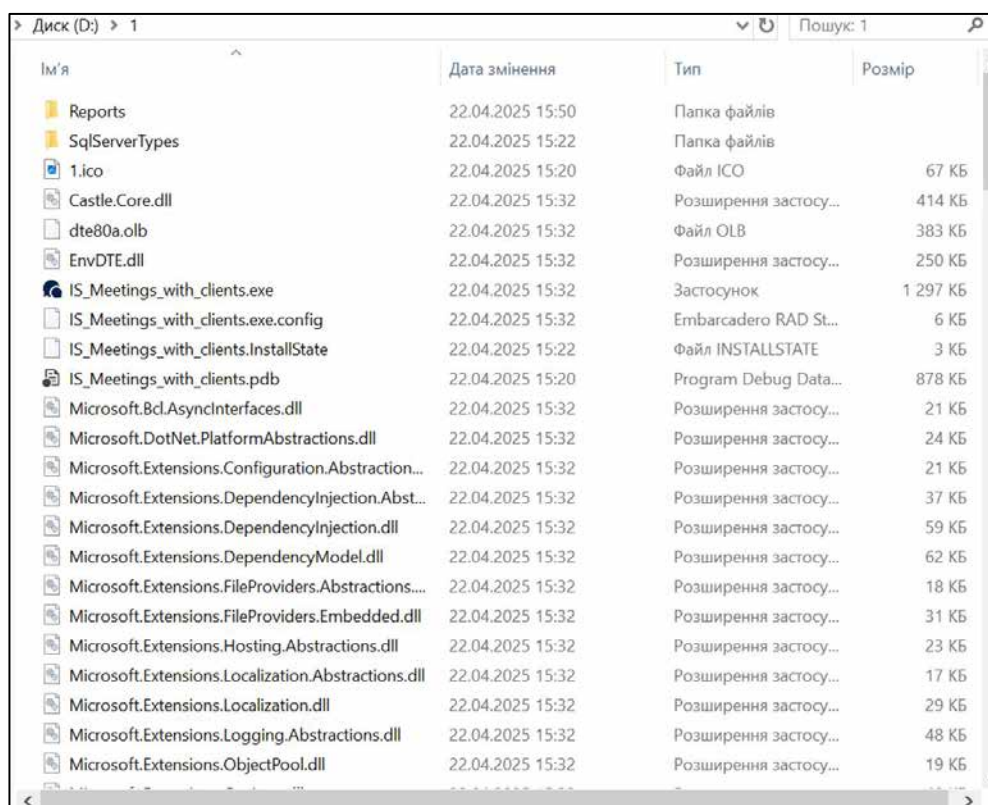 Диск (D:) > 1 Пошук: 1
Ім'я Дата змінення Тип Розмір
Reports 22.04.2025 15:50 Папка файлів
SqlServerTypes 22.04.2025 15:22 Папка файлів
1.ico 22.04.2025 15:20 Файл ICO 67 КБ
Castle.Core.dll 22.04.2025 15:32 Розширення застосу... 414 КБ
dte80a.olb 22.04.2025 15:32 Файл OLB 383 КБ
EnvDTE.dll 22.04.2025 15:32 Розширення застосу... 250 КБ
IS_Meetings_with_clients.exe 22.04.2025 15:32 Застосунок 1 297 КБ
IS_Meetings_with_clients.exe.config 22.04.2025 15:32 Embarcadero RAD St... 6 КБ
IS_Meetings_with_clients.InstallState 22.04.2025 15:22 Файл INSTALLSTATE 3 КБ
IS_Meetings_with_clients.pdb 22.04.2025 15:20 Program Debug Data... 878 КБ
Microsoft.Bcl.AsyncInterfaces.dll 22.04.2025 15:32 Розширення застосу... 21 КБ
Microsoft.DotNet.PlatformAbstractions.dll 22.04.2025 15:32 Розширення застосу... 24 КБ
Microsoft.Extensions.Configuration.Abstraction... 22.04.2025 15:32 Розширення застосу... 21 КБ
Microsoft.Extensions.DependencyInjection.Abst... 22.04.2025 15:32 Розширення застосу... 37 КБ
Microsoft.Extensions.DependencyInjection.dll 22.04.2025 15:32 Розширення застосу... 59 КБ
Microsoft.Extensions.DependencyModel.dll 22.04.2025 15:32 Розширення застосу... 62 КБ
Microsoft.Extensions.FileProviders.Abstractions.... 22.04.2025 15:32 Розширення застосу... 18 КБ
Microsoft.Extensions.FileProviders.Embedded.dll 22.04.2025 15:32 Розширення застосу... 31 КБ
Microsoft.Extensions.Hosting.Abstractions.dll 22.04.2025 15:32 Розширення застосу... 23 КБ
Microsoft.Extensions.Localization.Abstractions.dll 22.04.2025 15:32 Розширення застосу... 17 КБ
Microsoft.Extensions.Localization.dll 22.04.2025 15:32 Розширення застосу... 29 КБ
Microsoft.Extensions.Logging.Abstractions.dll 22.04.2025 15:32 Розширення застосу... 48 КБ
Microsoft.Extensions.ObjectPool.dll 22.04.2025 15:32 Розширення застосу... 19 КБ